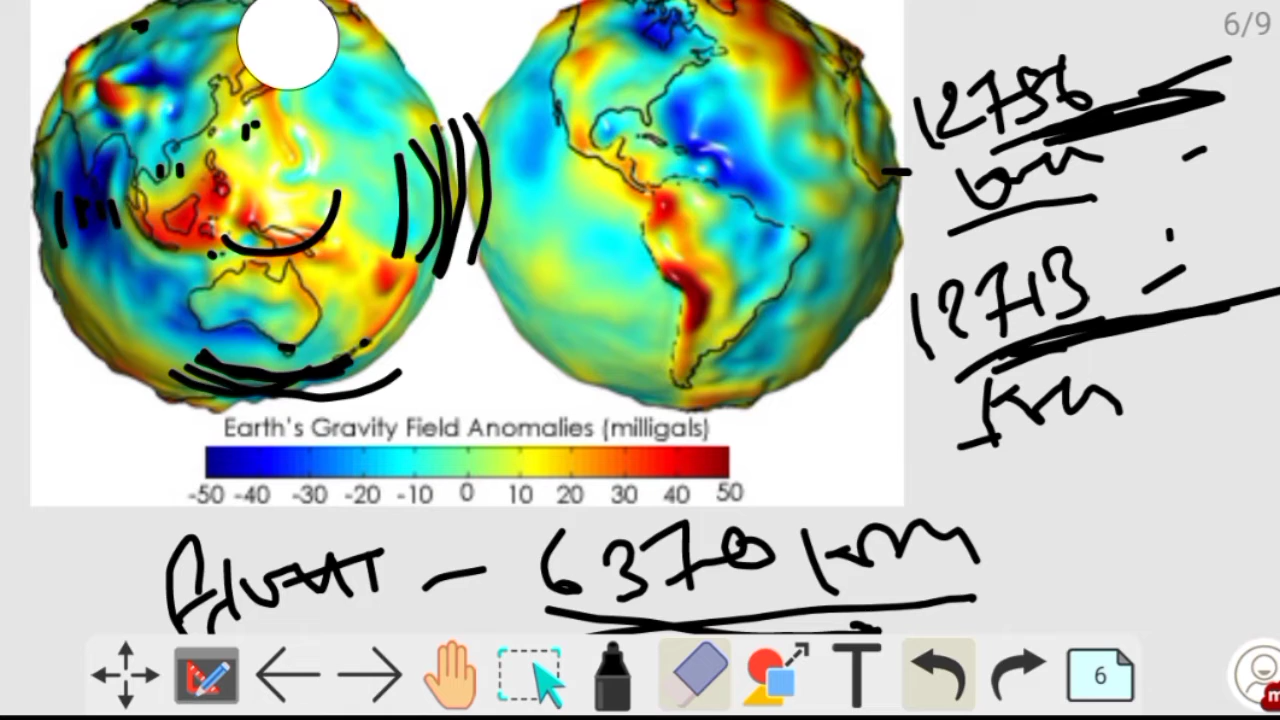 6/9
12756
km
12713
km
Earth's Gravity Field Anomalies (milligals)
-50 -40 -30 -20 -10 0 10 20 30 40 50
- 6370 km
T
6
m